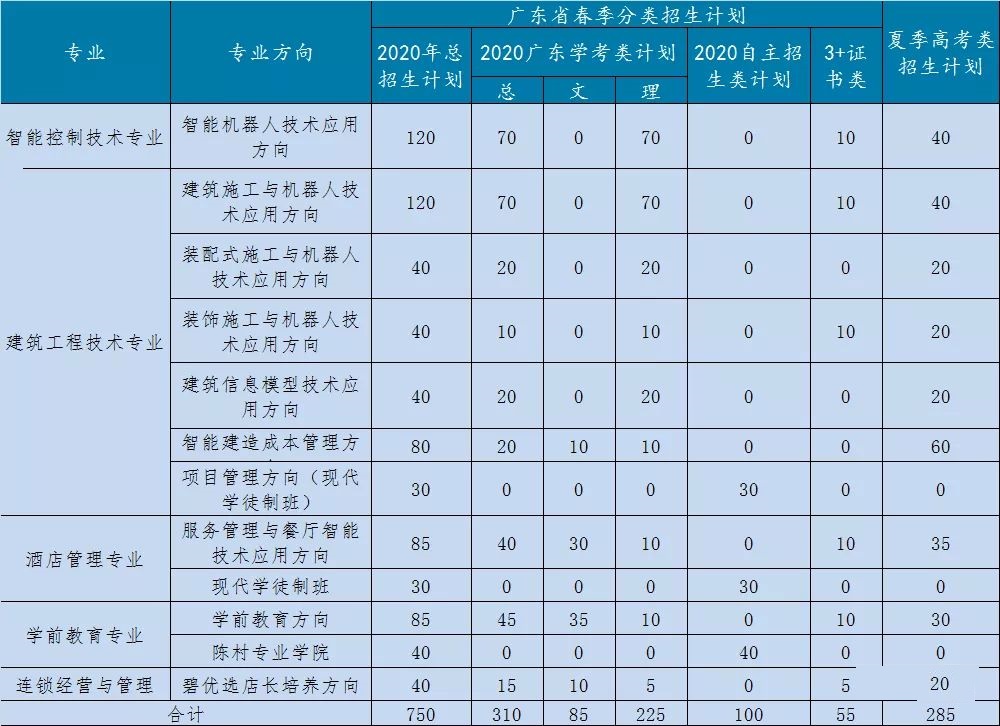 专业 专业方向 广东省春季分类招生计划 夏季高考类
招生计划
2020年总
招生计划 2020广东学考类计划 2020自主招
生类计划 3+证
书类
总 文 理
智能控制技术专业 智能机器人技术应用
方向 120 70 0 70 0 10 40
建筑工程技术专业 建筑施工与机器人技
术应用方向 120 70 0 70 0 10 40
装配式施工与机器人
技术应用方向 40 20 0 20 0 0 20
装饰施工与机器人技
术应用方向 40 10 0 10 0 10 20
建筑信息模型技术应
用方向 40 20 0 20 0 0 20
智能建造成本管理方 80 20 10 10 0 0 60
项目管理方向（现代
学徒制班） 30 0 0 0 30 0 0
酒店管理专业 服务管理与餐厅智能
技术应用方向 85 40 30 10 0 10 35
现代学徒制班 30 0 0 0 30 0 0
学前教育专业 学前教育方向 85 45 35 10 0 10 30
陈村专业学院 40 0 0 0 40 0 0
连锁经营与管理 碧优选店长培养方向 40 15 10 5 0 5 20
合计 750 310 85 225 100 55 285